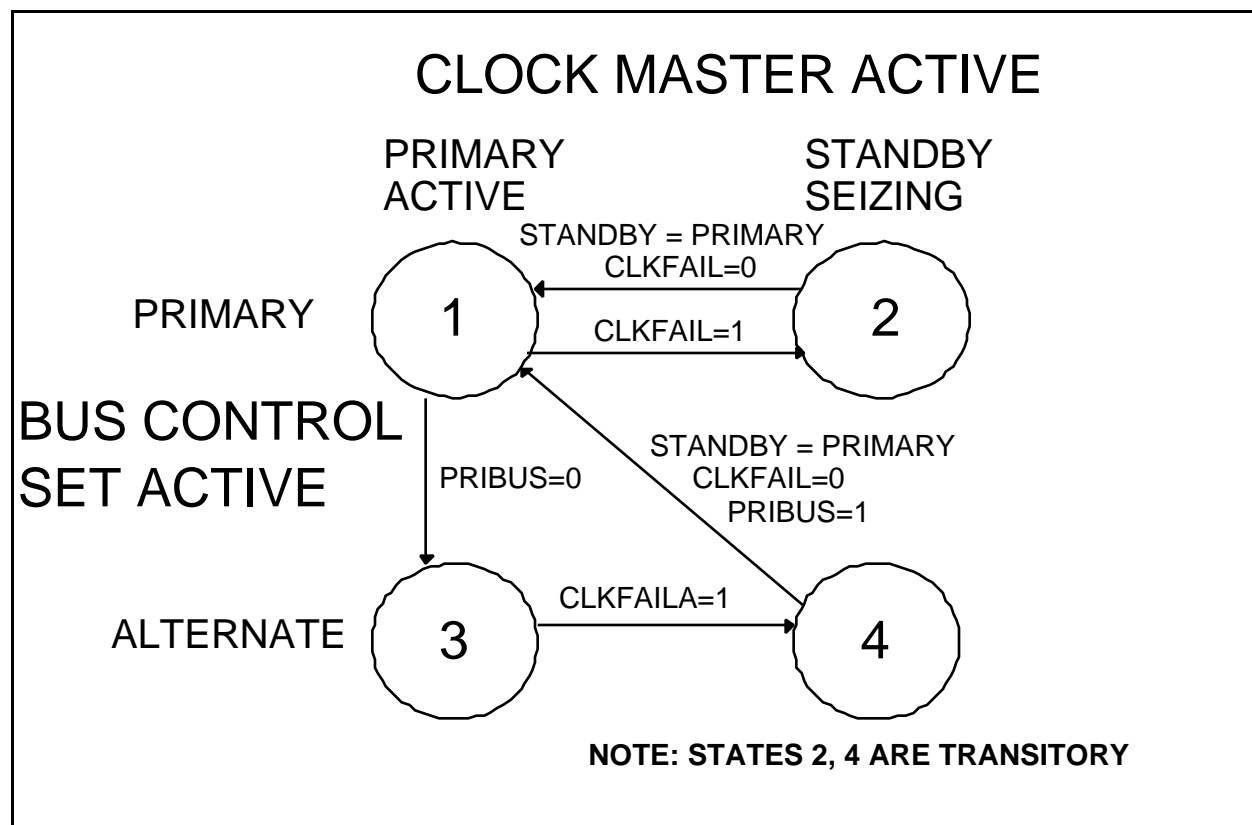 CLOCK MASTER ACTIVE
PRIMARY
ACTIVE
STANDBY
SEIZING
STANDBY = PRIMARY
CLKFAIL=0
PRIMARY
1
2
CLKFAIL=1
BUS CONTROL
SET ACTIVE
PRIBUS=0
STANDBY = PRIMARY
CLKFAIL=0
PRIBUS=1
ALTERNATE
3
CLKFAILA=1
4
NOTE: STATES 2, 4 ARE TRANSITORY